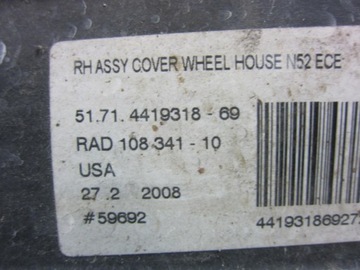 RH ASSY COVER WHEEL HOUSE N52 ECE
51.71. 4419318 - 69
RAD 108 341 - 10
USA
27.2 2008
#59692
44193186927